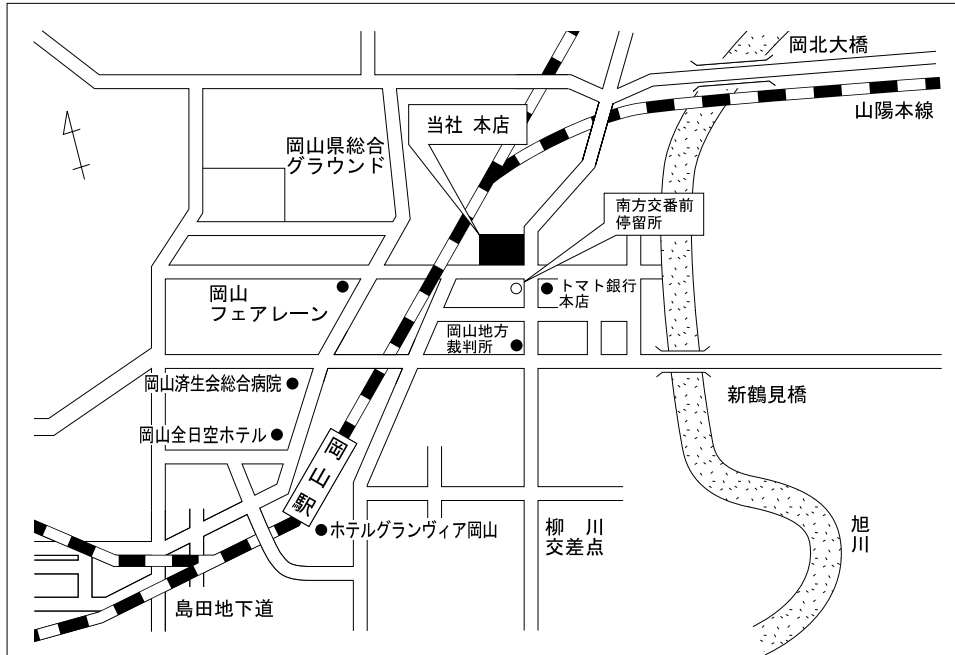 岡北大橋
山陽本線
当社 本店
岡山県総合
グラウンド
南方交番前
停留所
岡山
フェアレーン
トマト銀行
本店
岡山地方
裁判所
岡山済生会総合病院
新鶴見橋
岡山全日空ホテル
岡山駅
ホテルグランヴィア岡山
柳 川
交差点
旭
川
島田地下道